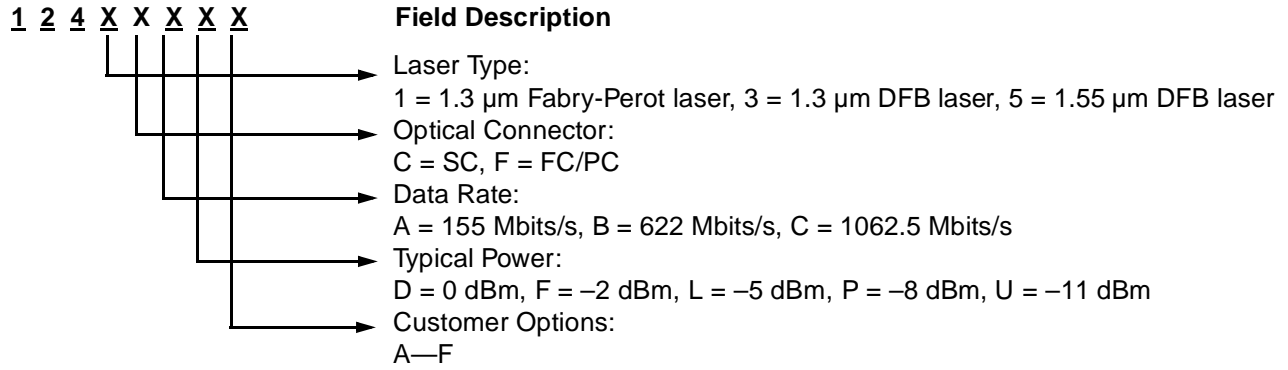 1 2 4 X X X X X Field Description
Laser Type:
1 = 1.3 µm Fabry-Perot laser, 3 = 1.3 µm DFB laser, 5 = 1.55 µm DFB laser
Optical Connector:
C = SC, F = FC/PC
Data Rate:
A = 155 Mbits/s, B = 622 Mbits/s, C = 1062.5 Mbits/s
Typical Power:
D = 0 dBm, F = –2 dBm, L = –5 dBm, P = –8 dBm, U = –11 dBm
Customer Options:
A—F